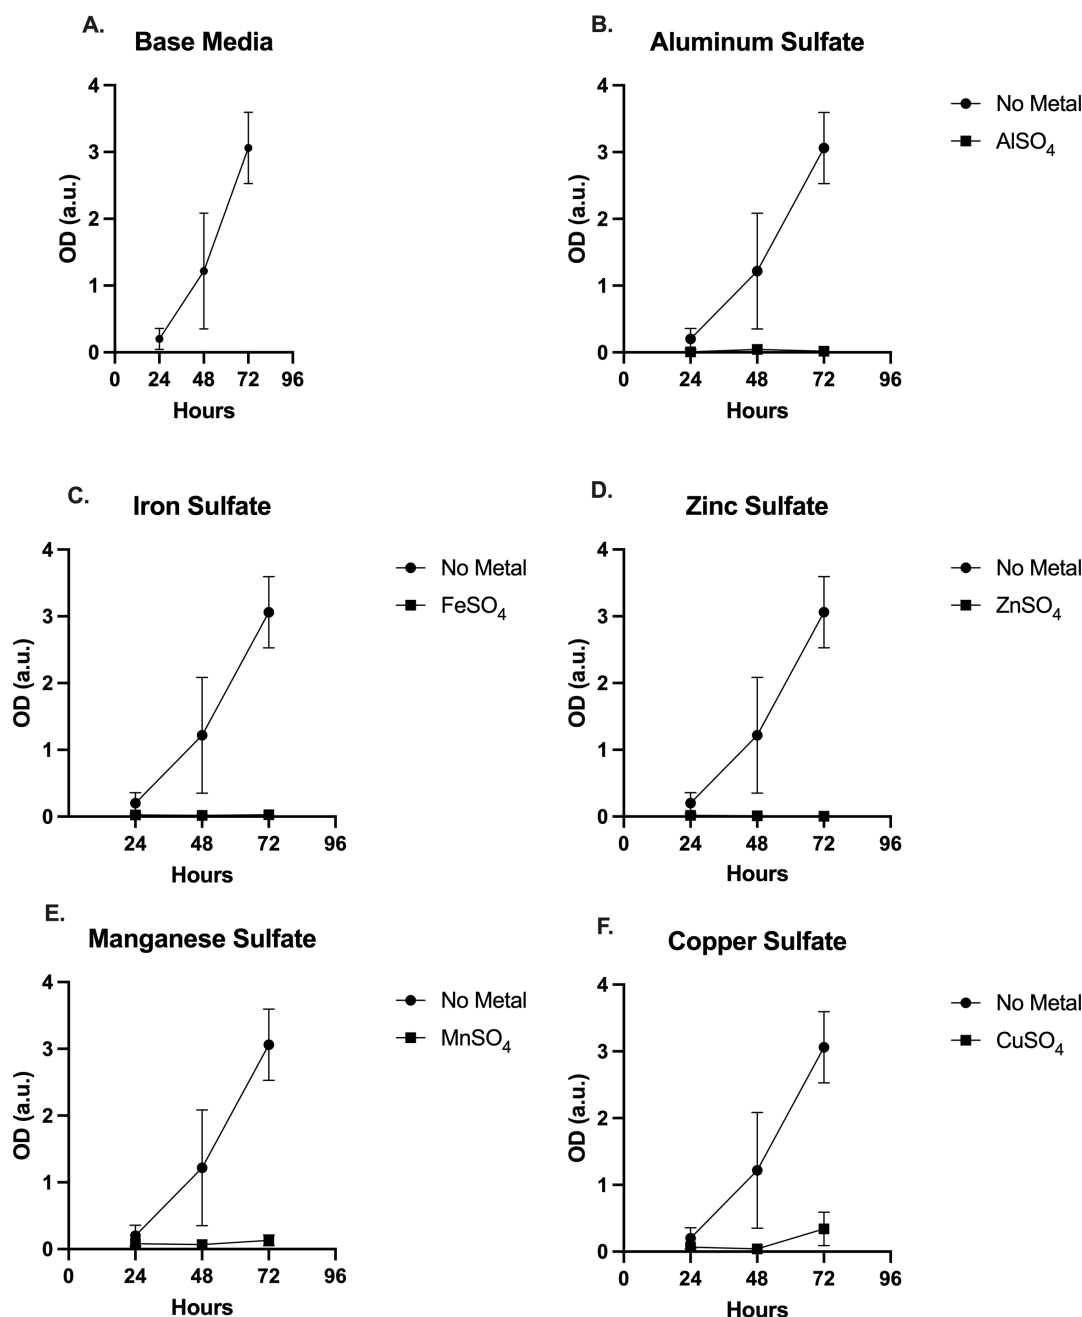 A.
Base Media
4
3
2
1
0
OD (a.u.)
0 24 48 72 96
Hours
B.
Aluminum Sulfate
4
3
2
1
0
OD (a.u.)
0 24 48 72 96
Hours
No Metal
AlSO4
C.
Iron Sulfate
4
3
2
1
0
OD (a.u.)
24 48 72 96
Hours
No Metal
FeSO4
D.
Zinc Sulfate
4
3
2
1
0
OD (a.u.)
0 24 48 72 96
Hours
No Metal
ZnSO4
E.
Manganese Sulfate
4
3
2
1
0
OD (a.u.)
0 24 48 72 96
Hours
No Metal
MnSO4
F.
Copper Sulfate
4
3
2
1
0
OD (a.u.)
0 24 48 72 96
Hours
No Metal
CuSO4